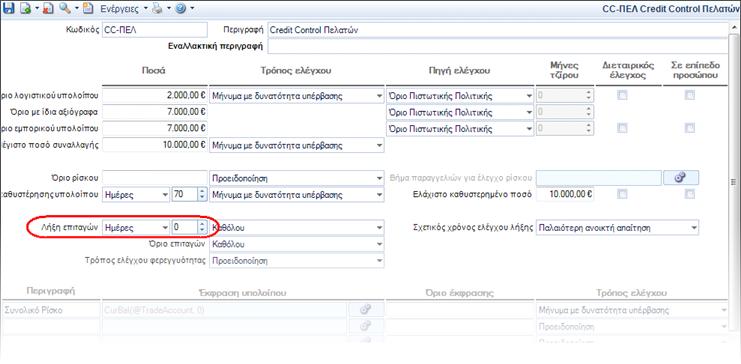 Ενέργειες
CC-ΠΕΛ Credit Control Πελατών
Κωδικός CC-ΠΕΛ Περιγραφή Credit Control Πελατών
Εναλλακτική περιγραφή
Ποσά Τρόπος ελέγχου Πηγή ελέγχου Μήνες τζίρου Διεταιρικός έλεγχος Σε επίπεδο προσώπου
ριο λογιστικού υπολοίπου 2.000,00 € Μήνυμα με δυνατότητα υπέρβασης Όριο Πιστωτικής Πολιτικής 0
Όριο με ίδια αξιόγραφα 7.000,00 € Όριο Πιστωτικής Πολιτικής 0
ριο εμπορικού υπολοίπου 7.000,00 € Όριο Πιστωτικής Πολιτικής 0
έγιστο ποσό συναλλαγής 10.000,00 € Μήνυμα με δυνατότητα υπέρβασης
Όριο ρίσκου Προειδοποίηση Βήμα παραγγελιών για έλεγχο ρίσκου
καθυστέρησης υπολοίπου Ημέρες 70 Μήνυμα με δυνατότητα υπέρβασης Ελάχιστο καθυστερημένο ποσό 10.000,00 €
Λήξη επιταγών Ημέρες 0 Καθόλου Σχετικός χρόνος ελέγχου λήξης Παλαιότερη ανοικτή απαίτηση
Όριο επιταγών Καθόλου
Τρόπος ελέγχου φερεγγυότητας Προειδοποίηση
Περιγραφή Έκφραση υπολοίπου Όριο έκφρασης Τρόπος ελέγχου
Συνολικό Ρίσκο CurBal(@TradeAccount, 0) Μήνυμα με δυνατότητα υπέρβασης
Προειδοποίηση
Προειδοποίηση